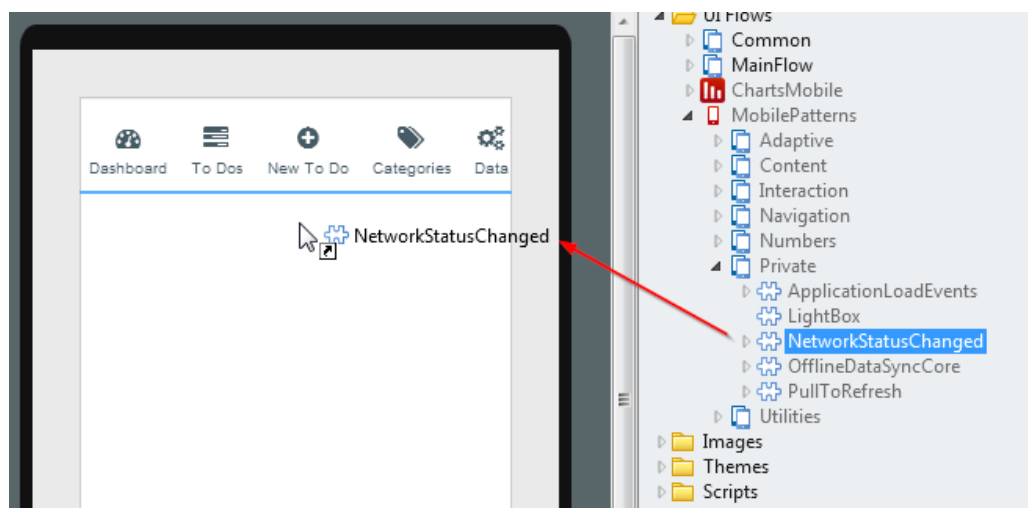 UI Flows
Common
MainFlow
ChartsMobile
MobilePatterns
Adaptive
Content
Interaction
Navigation
Numbers
Private
ApplicationLoadEvents
LightBox
NetworkStatusChanged
OfflineDataSyncCore
PullToRefresh
Utilities
Images
Themes
Scripts
Dashboard To Dos New To Do Categories Data
NetworkStatusChanged